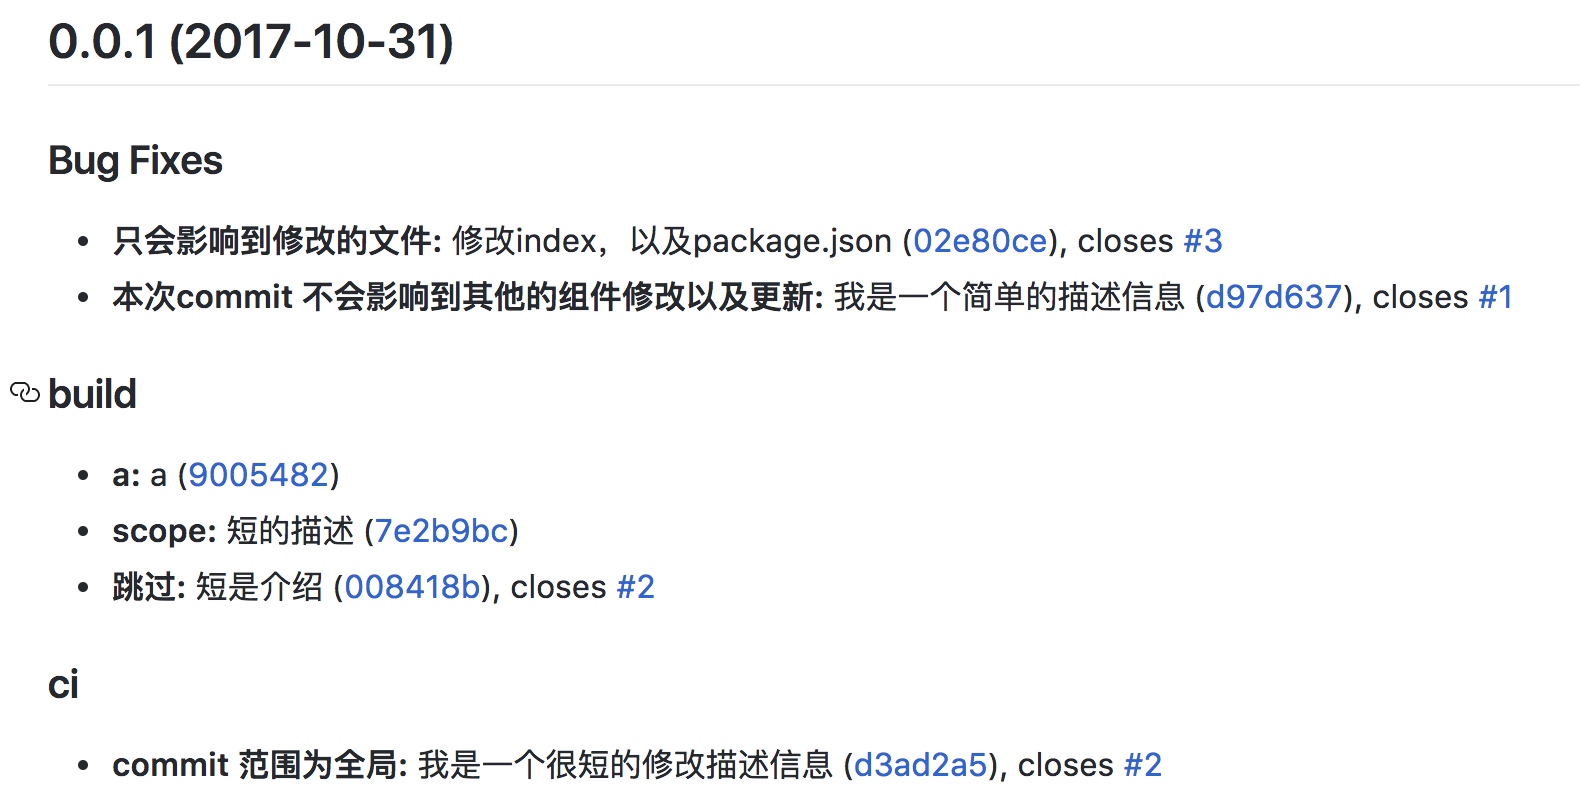 0.0.1 (2017-10-31)
Bug Fixes
只会影响到修改的文件: 修改index，以及package.json (02e80ce), closes #3
本次commit 不会影响到其他的组件修改以及更新: 我是一个简单的描述信息 (d97d637), closes #1
build
a: a (9005482)
scope: 短的描述 (7e2b9bc)
跳过: 短是介绍 (008418b), closes #2
ci
commit 范围为全局: 我是一个很短的修改描述信息 (d3ad2a5), closes #2